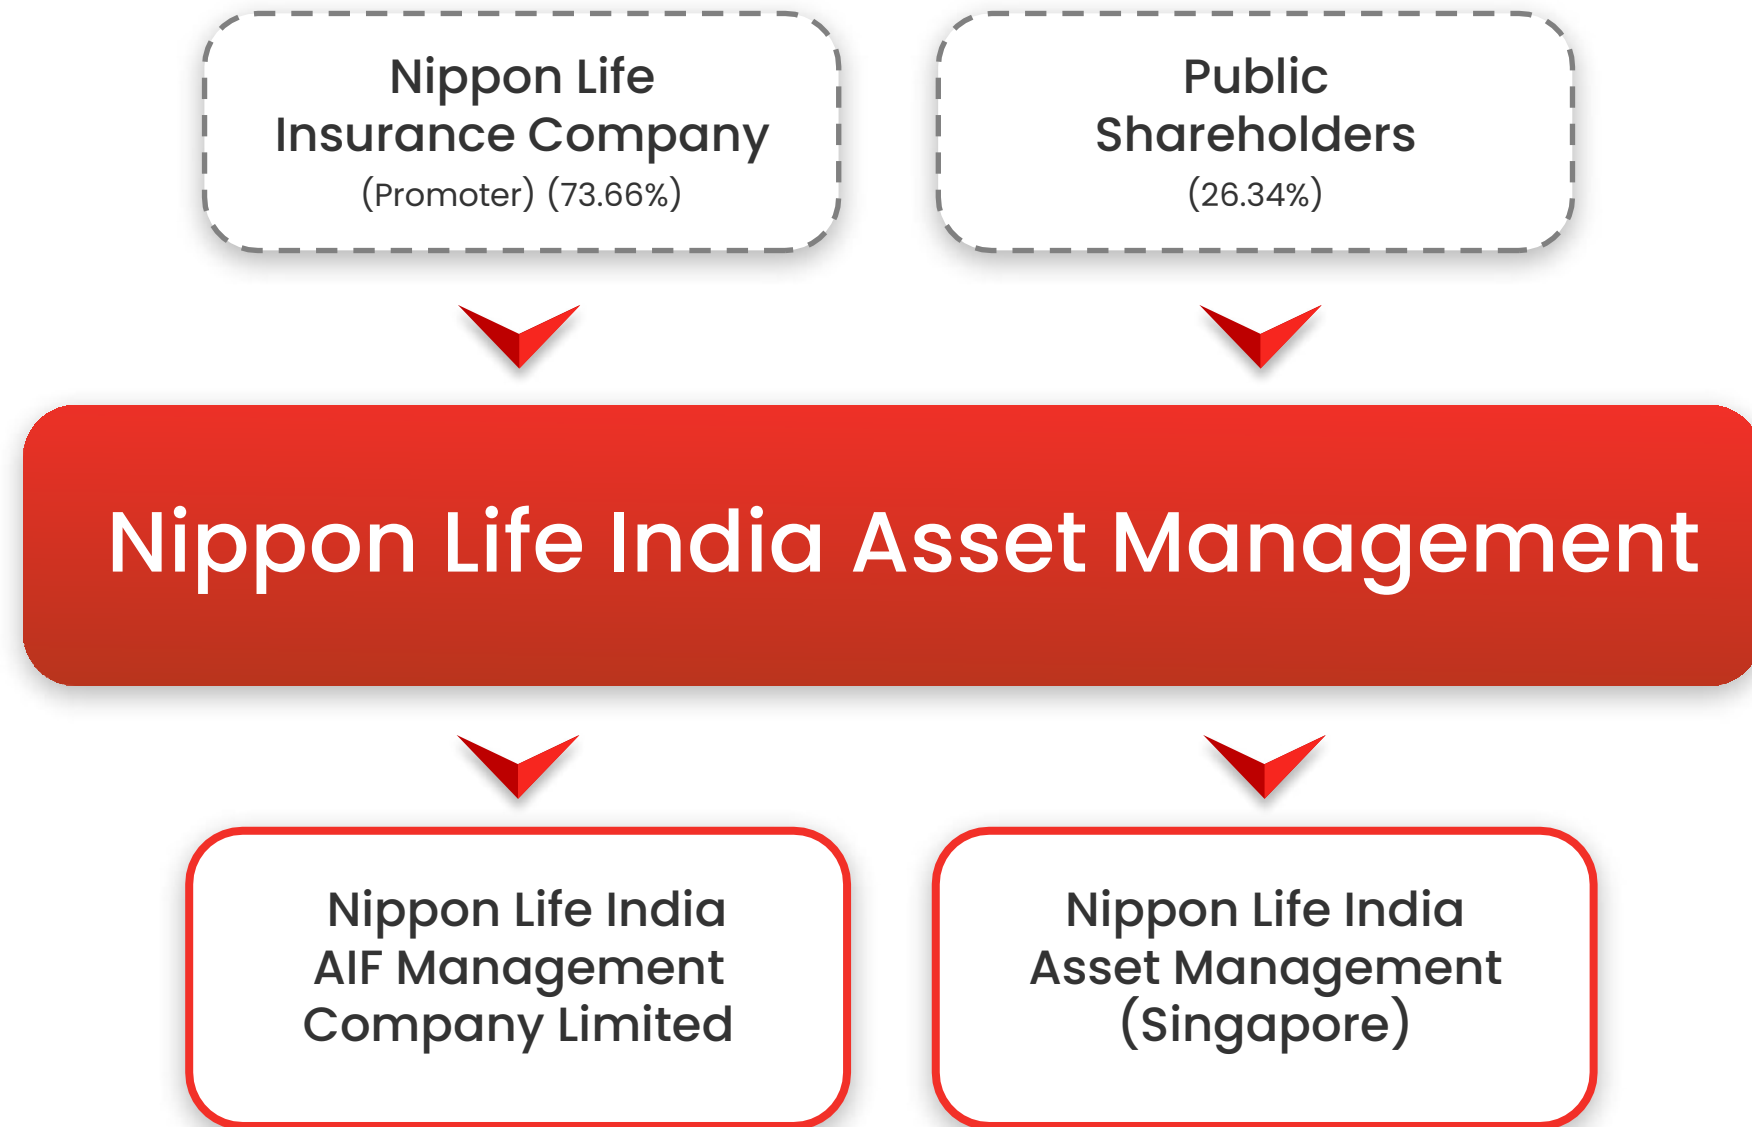 Nippon Life
Insurance Company
(Promoter) (73.66%)
Public
Shareholders
(26.34%)
Nippon Life India Asset Management
Nippon Life India
AIF Management
Company Limited
Nippon Life India
Asset Management
(Singapore)